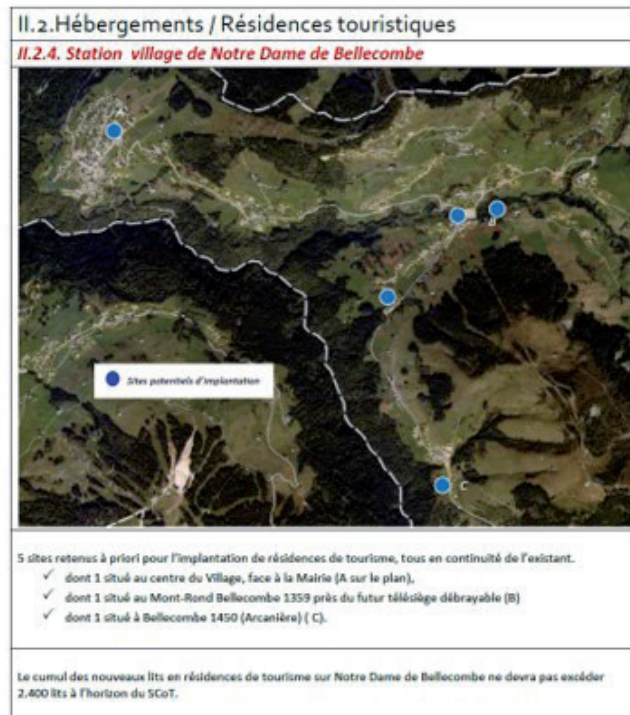 II.2.Hébergements / Résidences touristiques
II.2.4. Station village de Notre Dame de Bellecombe
B
Sites potentiels d'implantation
C
5 sites retenus à priori pour l'implantation de résidences de tourisme, tous en continuité de l'existant.
✓ dont 1 situé au centre du Village, face à la Mairie (A sur le plan),
✓ dont 1 situé au Mont-Rond Bellecombe 1359 près du futur télésiège débrayable (B)
✓ dont 1 situé à Bellecombe 1450 (Arcanière) ( C).
Le cumul des nouveaux lits en résidences de tourisme sur Notre Dame de Bellecombe ne devra pas excéder
2.400 lits à l'horizon du SCoT.